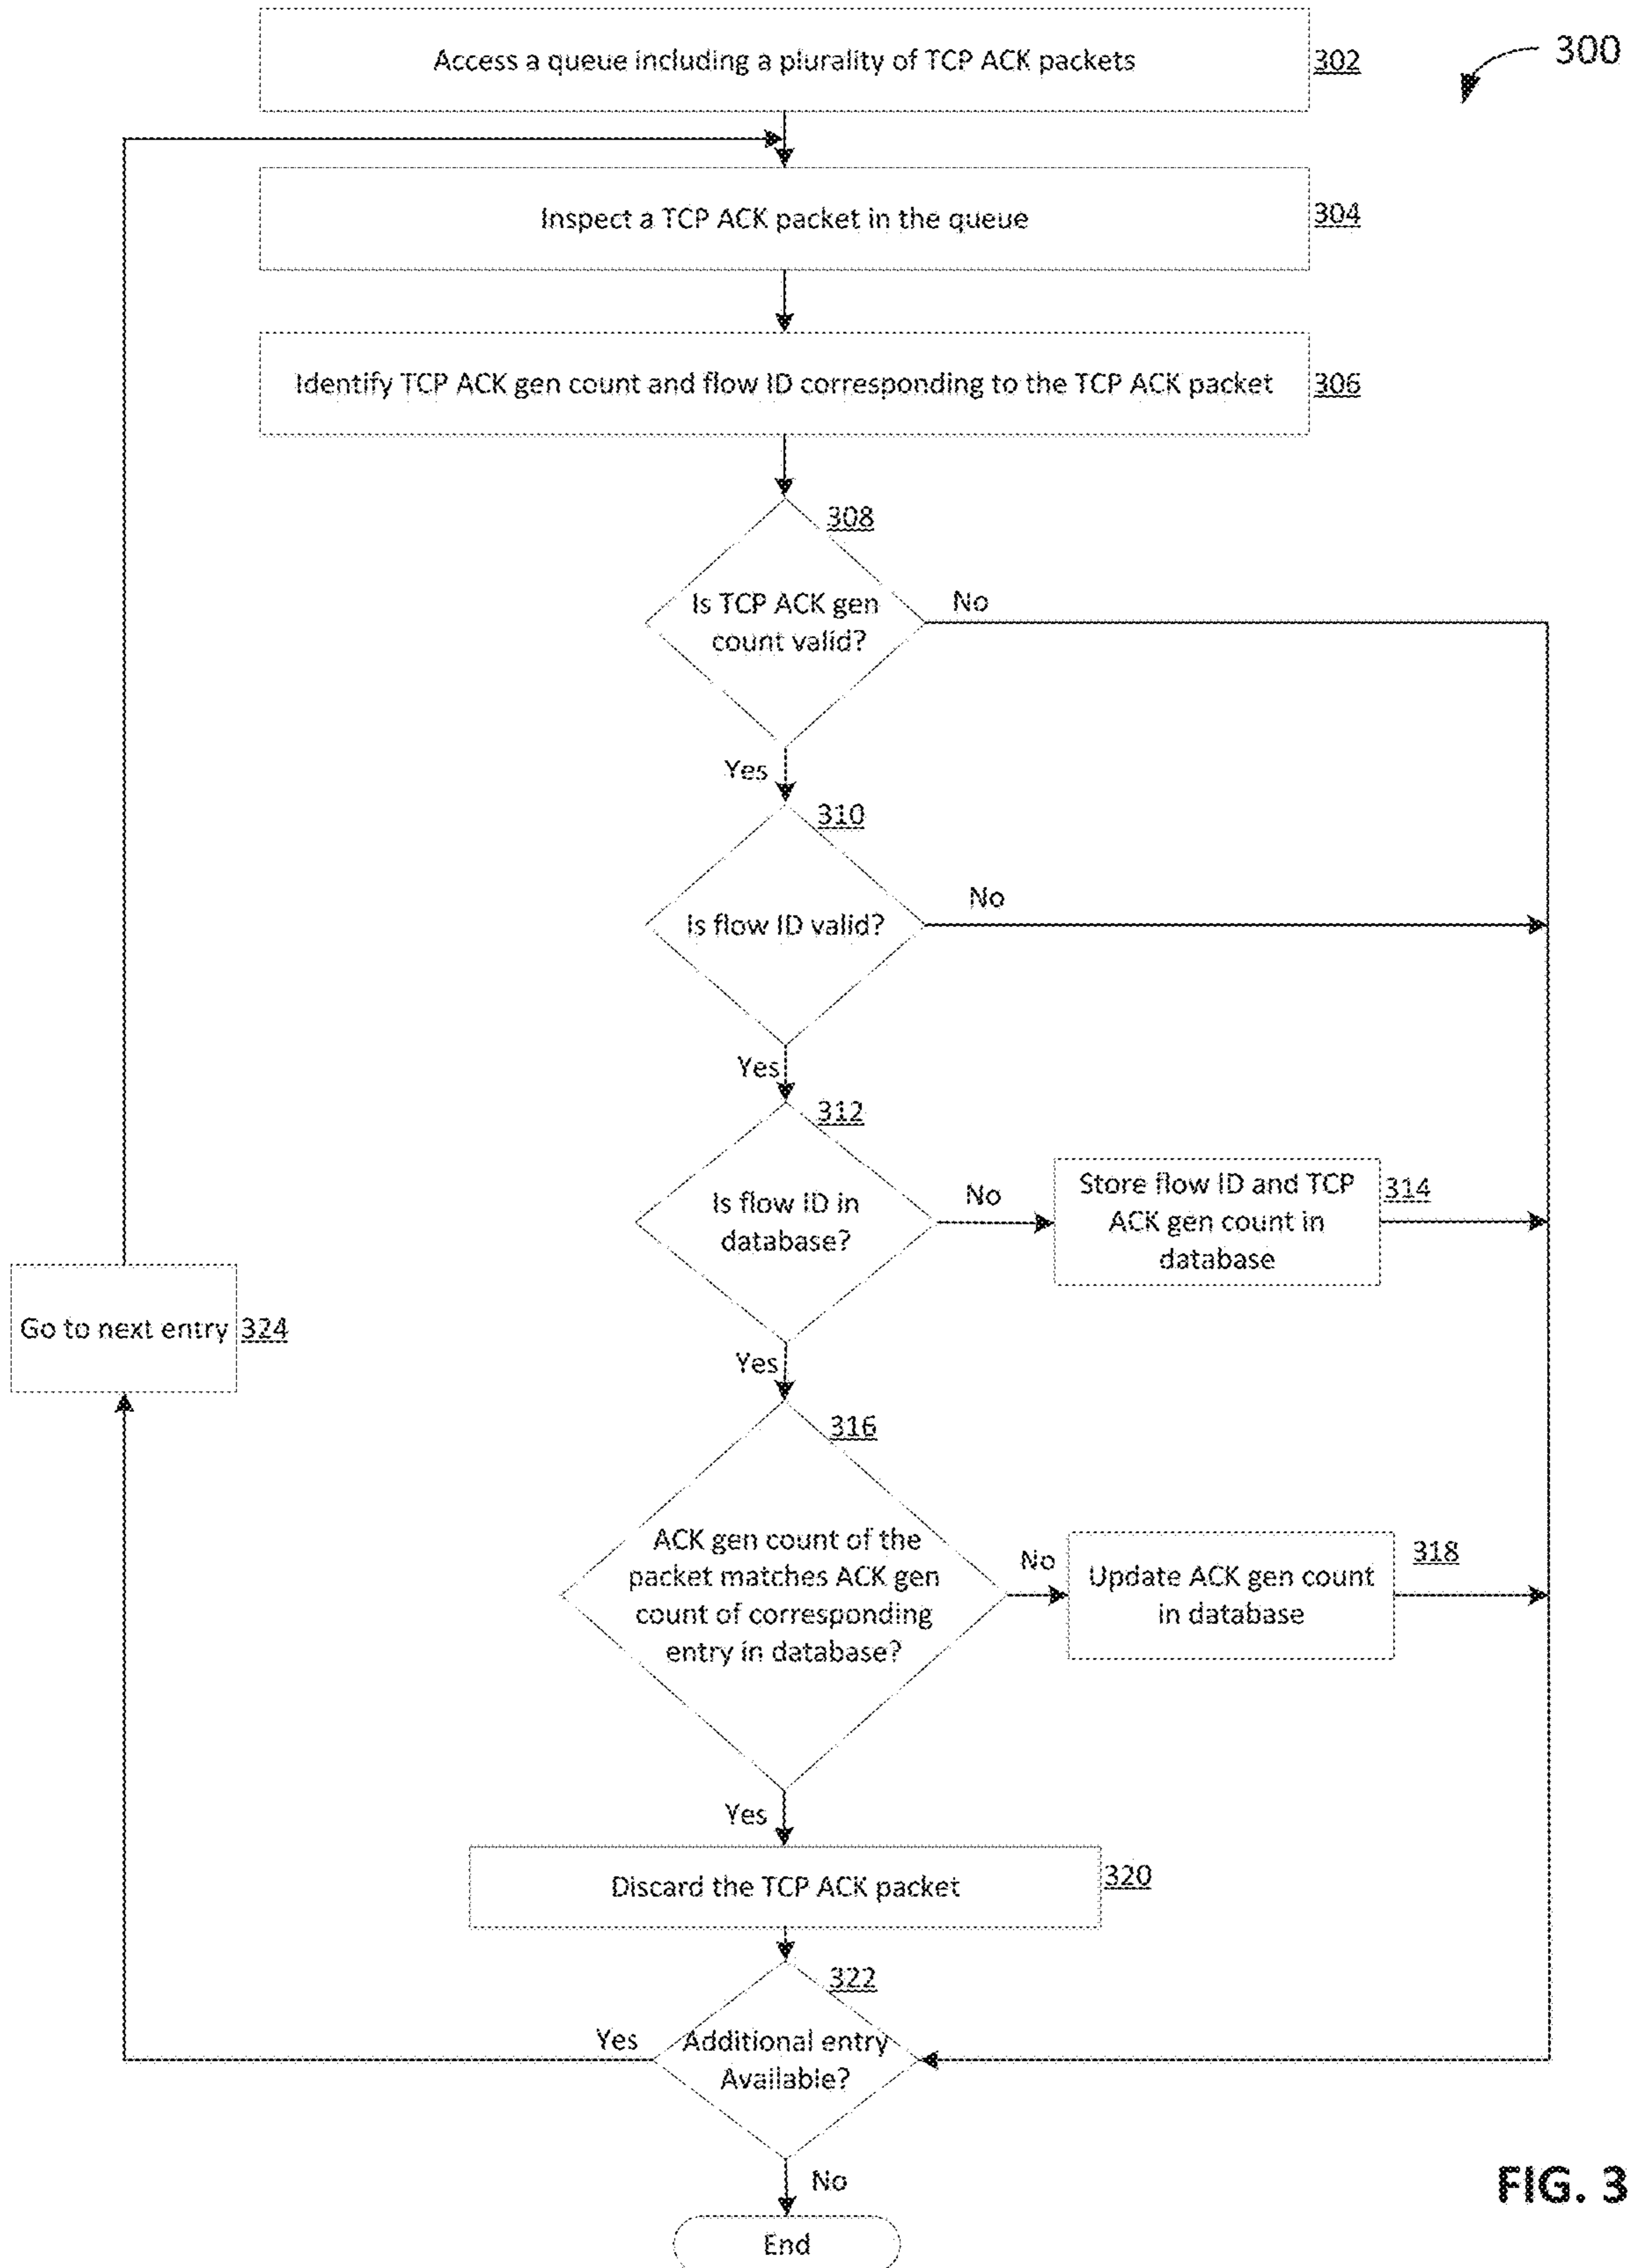 Access a queue including a plurality of TCP ACK packets
302
300
Inspect a TCP ACK packet in the queue
304
Identify TCP ACK gen count and flow ID corresponding to the TCP ACK packet
306
308
Is TCP ACK gen
count valid?
No
Yes
310
Is flow ID valid?
No
Yes
312
Is flow ID in
database?
No
Store flow ID and TCP
ACK gen count in
database
314
Go to next entry
324
Yes
316
ACK gen count of the
packet matches ACK gen
count of corresponding
entry in database?
No
Update ACK gen count
in database
318
Yes
Discard the TCP ACK packet
320
322
Additional entry
Available?
Yes
No
End
FIG. 3